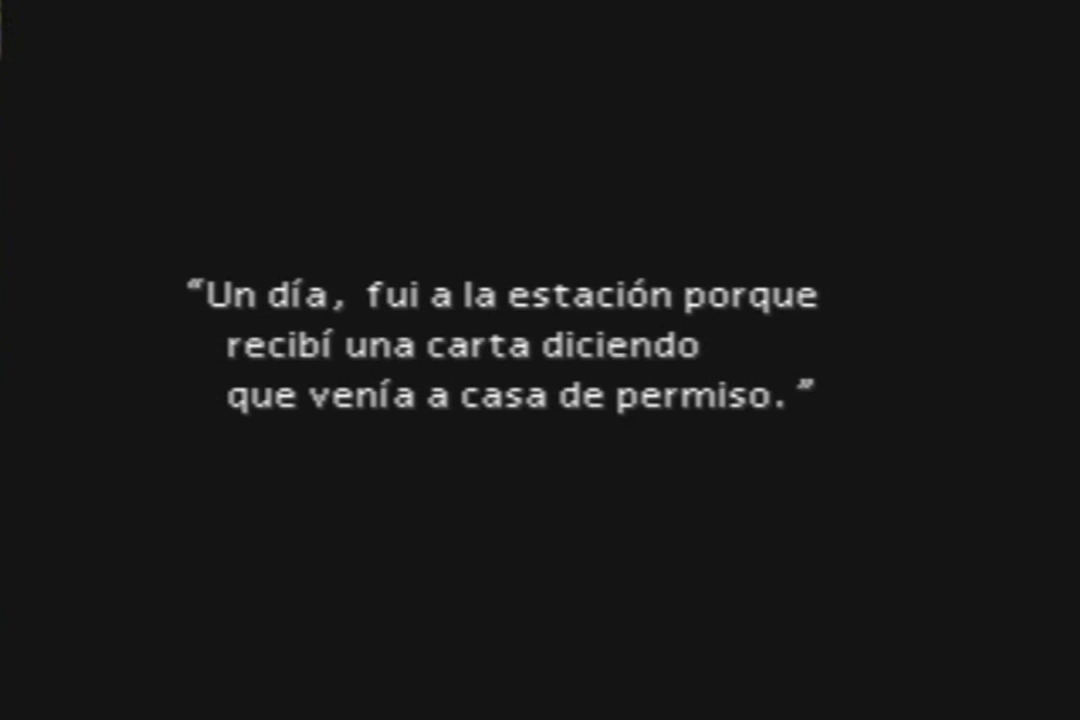 “Un día, fui a la estación porque
recibí una carta diciendo
que venía a casa de permiso.”